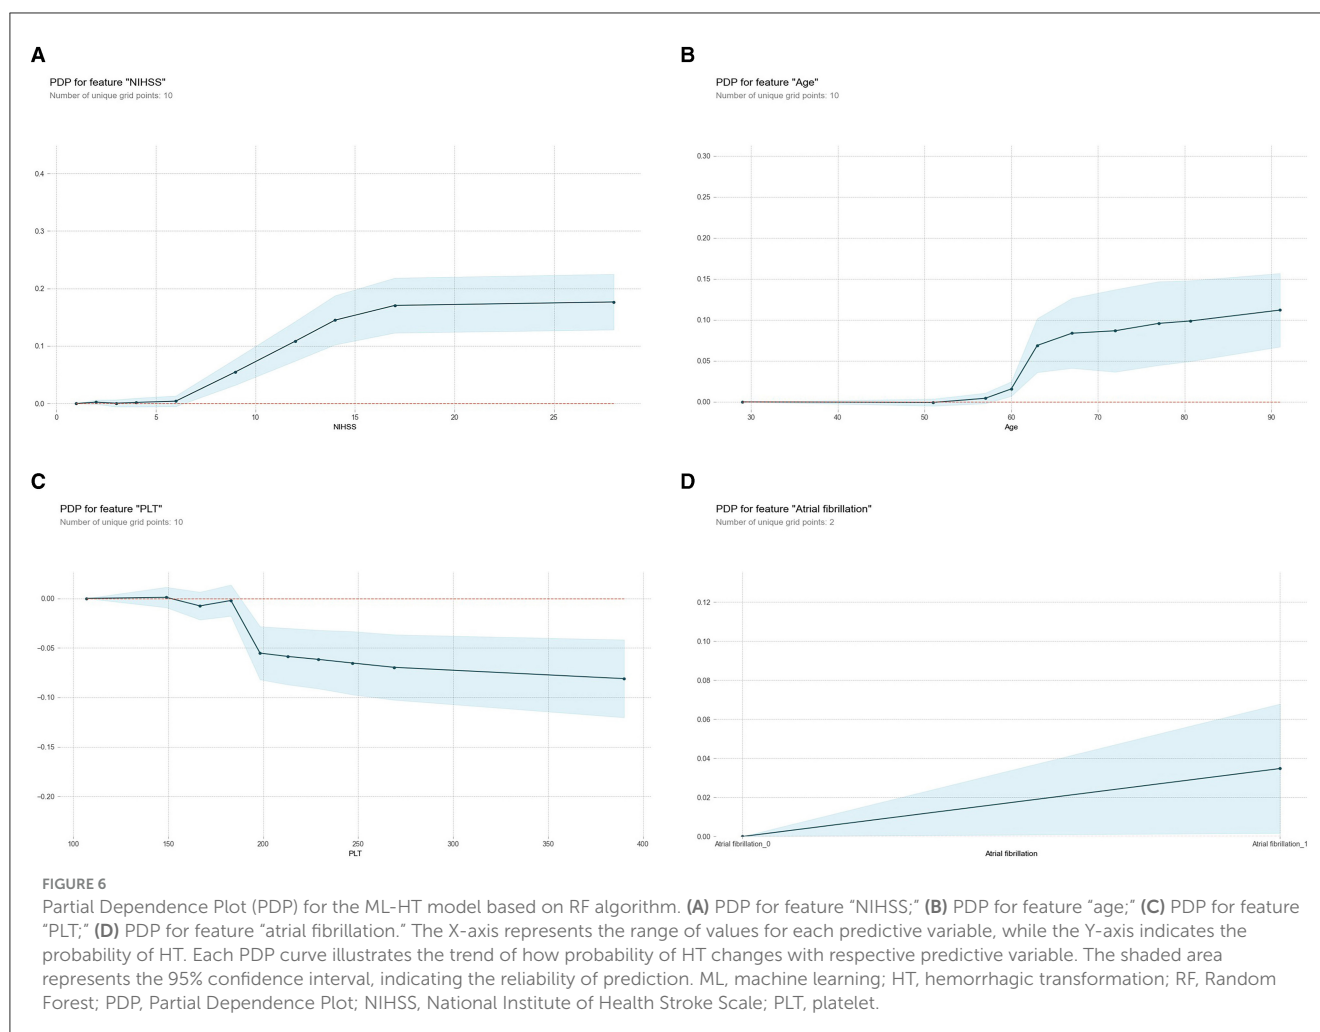 A
PDP for feature "NIHSS"
Number of unique grid points: 10
0.4
0.3
0.2
0.1
0.0
0 5 10 15 20 25
NIHSS
B
PDP for feature "Age"
Number of unique grid points: 10
0.30
0.25
0.20
0.15
0.10
0.05
0.00
30 40 50 60 70 80 90
Age
C
PDP for feature "PLT"
Number of unique grid points: 10
0.00
−0.05
−0.10
−0.15
−0.20
100 150 200 250 300 350 400
PLT
D
PDP for feature "Atrial fibrillation"
Number of unique grid points: 2
0.12
0.10
0.08
0.06
0.04
0.02
0.00
Atrial fibrillation_0 Atrial fibrillation_1
Atrial fibrillation
FIGURE 6
Partial Dependence Plot (PDP) for the ML-HT model based on RF algorithm. (A) PDP for feature “NIHSS;” (B) PDP for feature “age;” (C) PDP for feature
“PLT;” (D) PDP for feature “atrial fibrillation.” The X-axis represents the range of values for each predictive variable, while the Y-axis indicates the
probability of HT. Each PDP curve illustrates the trend of how probability of HT changes with respective predictive variable. The shaded area
represents the 95% confidence interval, indicating the reliability of prediction. ML, machine learning; HT, hemorrhagic transformation; RF, Random
Forest; PDP, Partial Dependence Plot; NIHSS, National Institute of Health Stroke Scale; PLT, platelet.